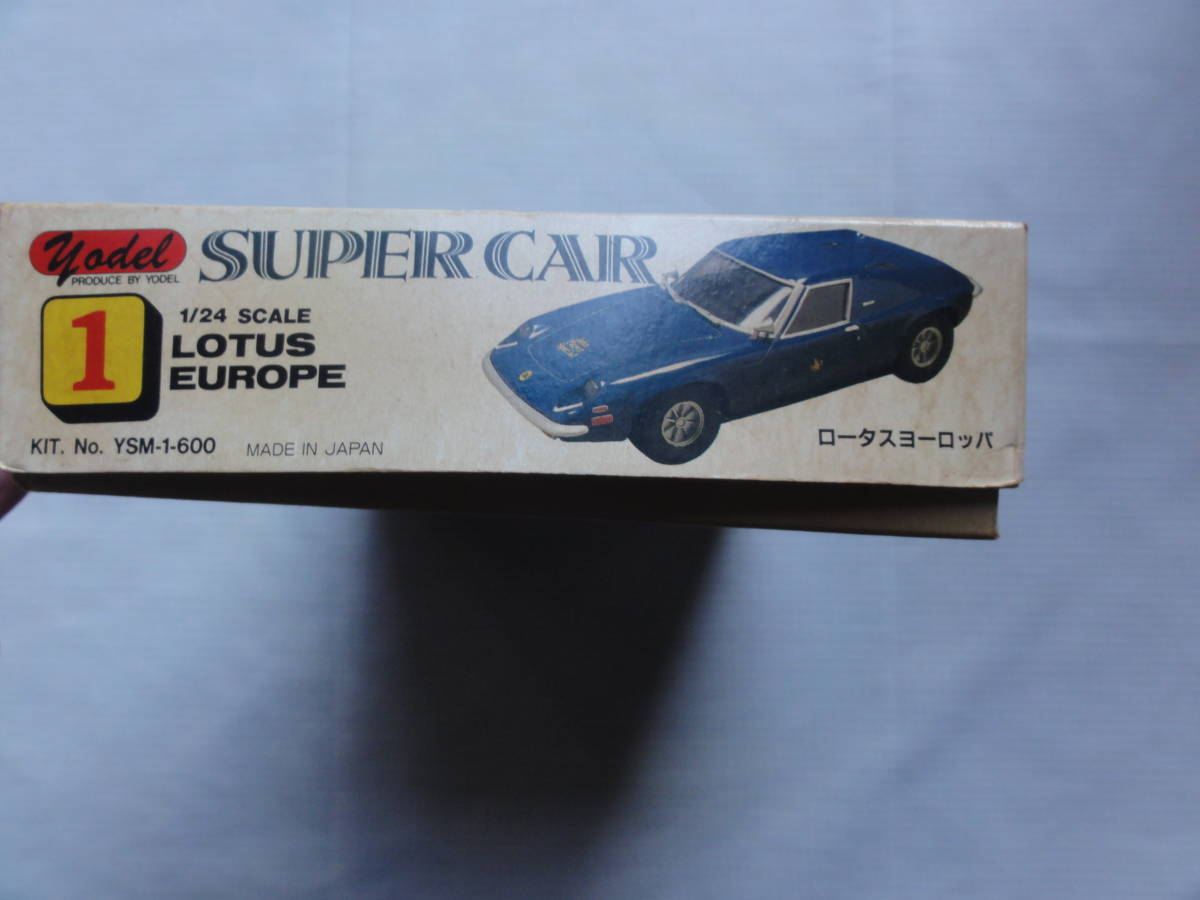 Yodel
PRODUCE BY YODEL
SUPER CAR
1
1/24 SCALE
LOTUS
EUROPE
KIT. No. YSM-1-600
MADE IN JAPAN
ロータスヨーロッパ